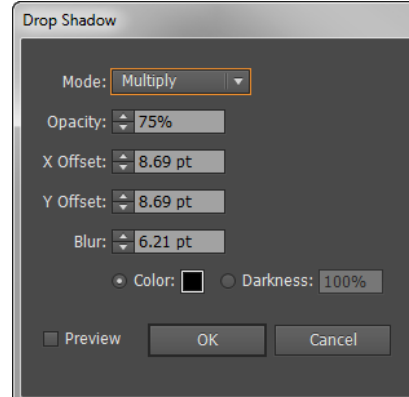 Drop Shadow
Mode: Multiply
Opacity: 75%
X Offset: 8.69 pt
Y Offset: 8.69 pt
Blur: 6.21 pt
Color: Darkness: 100%
Preview OK Cancel